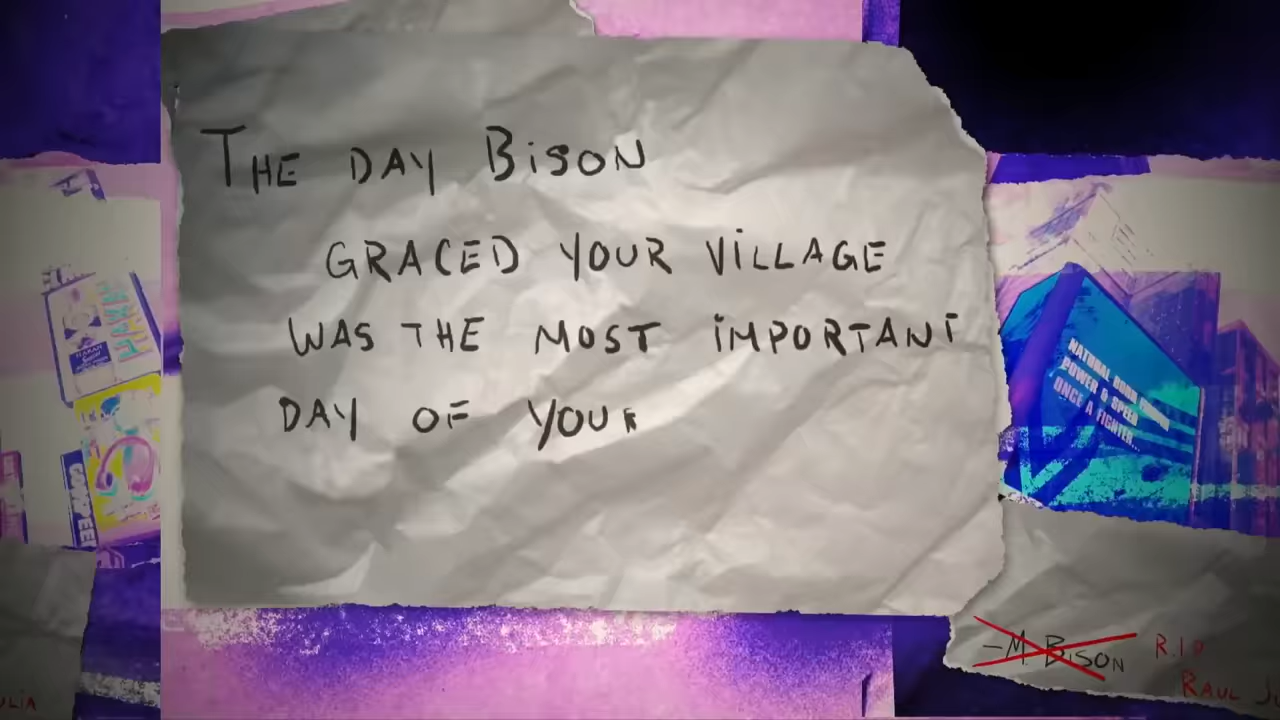 THE DAY BISON
GRACED YOUR VILLAGE
WAS THE MOST IMPORTANT
DAY OF YOUR
NATURAL BORN
POWER & SPEED
ONCE A FIGHTER...
-M. BISON
R.I.P
RAUL